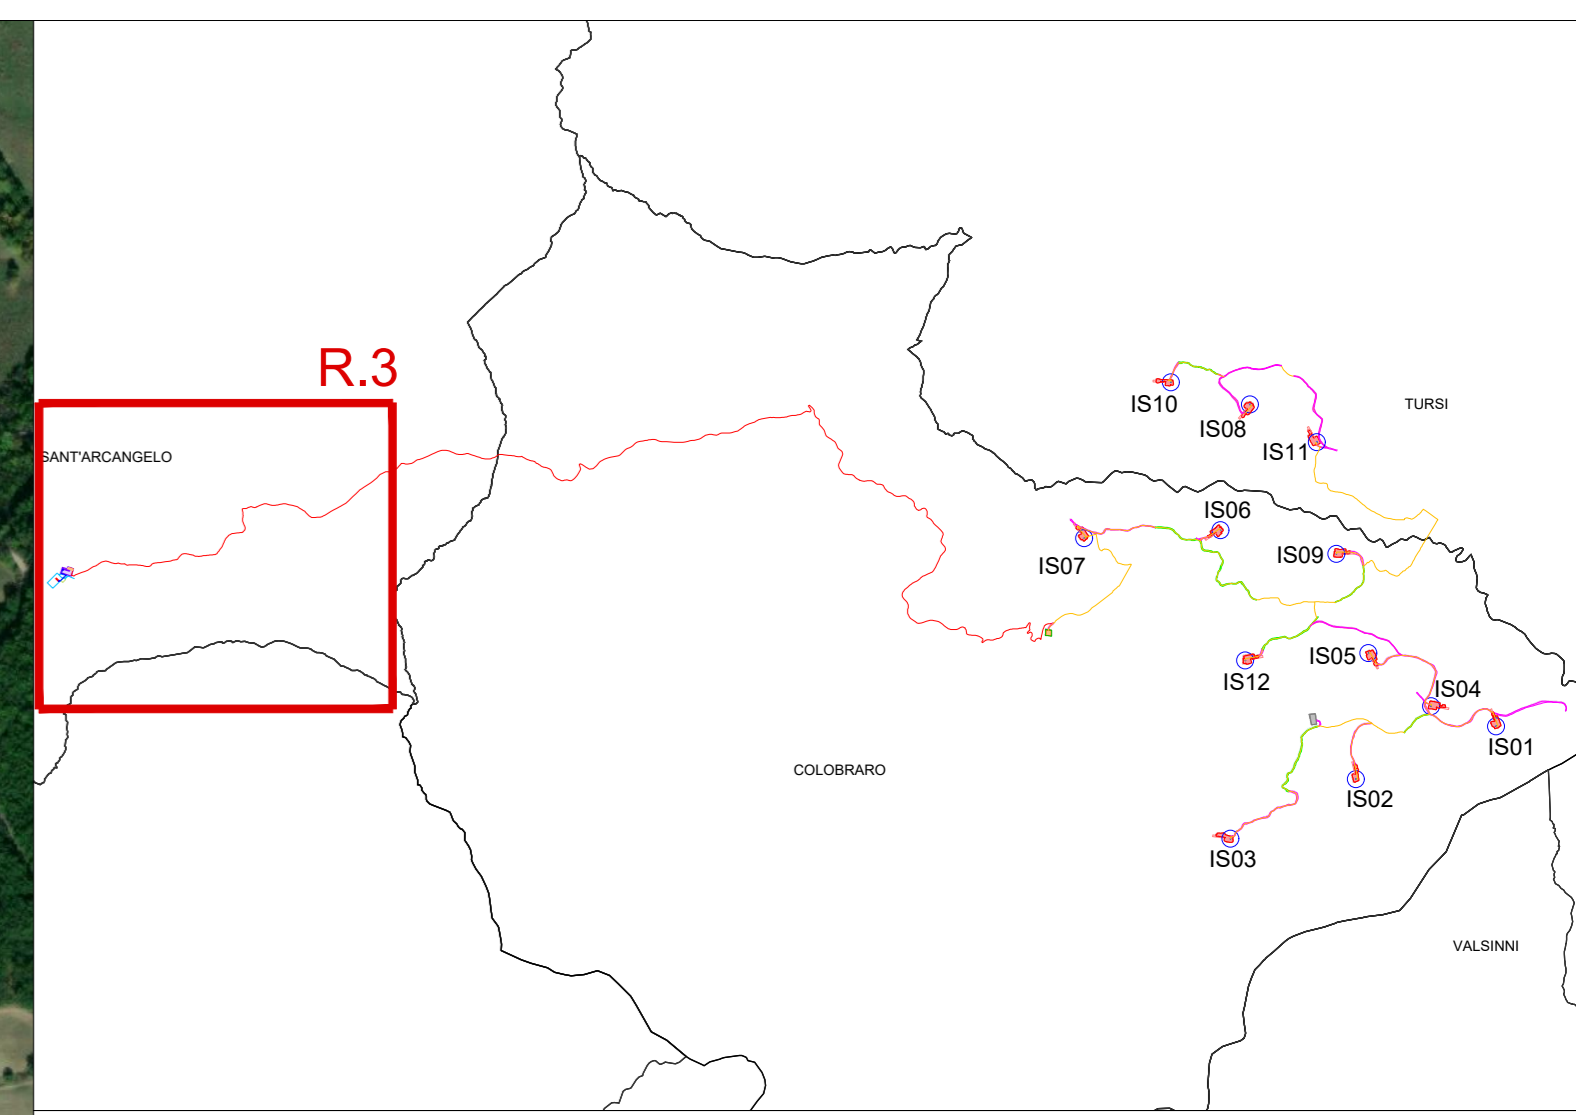 R.3
IS10
TURSI
IS08
IS11
SANT'ARCANGELO
IS06
IS09
IS07
IS05
IS12
IS04
IS01
COLOBRARO
IS02
IS03
VALSINNI